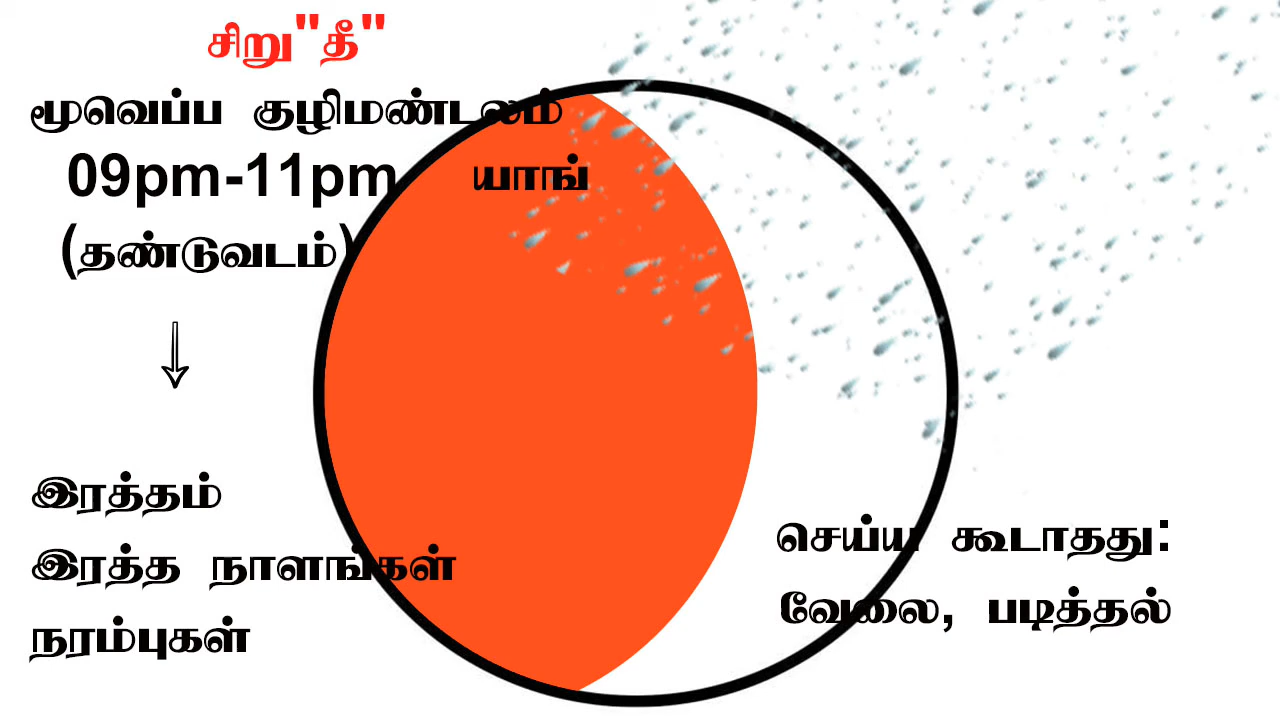 சிறு"தீ"
மூவெப்ப குழிமண்டலம்
09pm-11pm யாங்
(தண்டுவடம்)
இரத்தம்
இரத்த நாளங்கள்
நரம்புகள்
செய்ய கூடாதது:
வேலை, படித்தல்